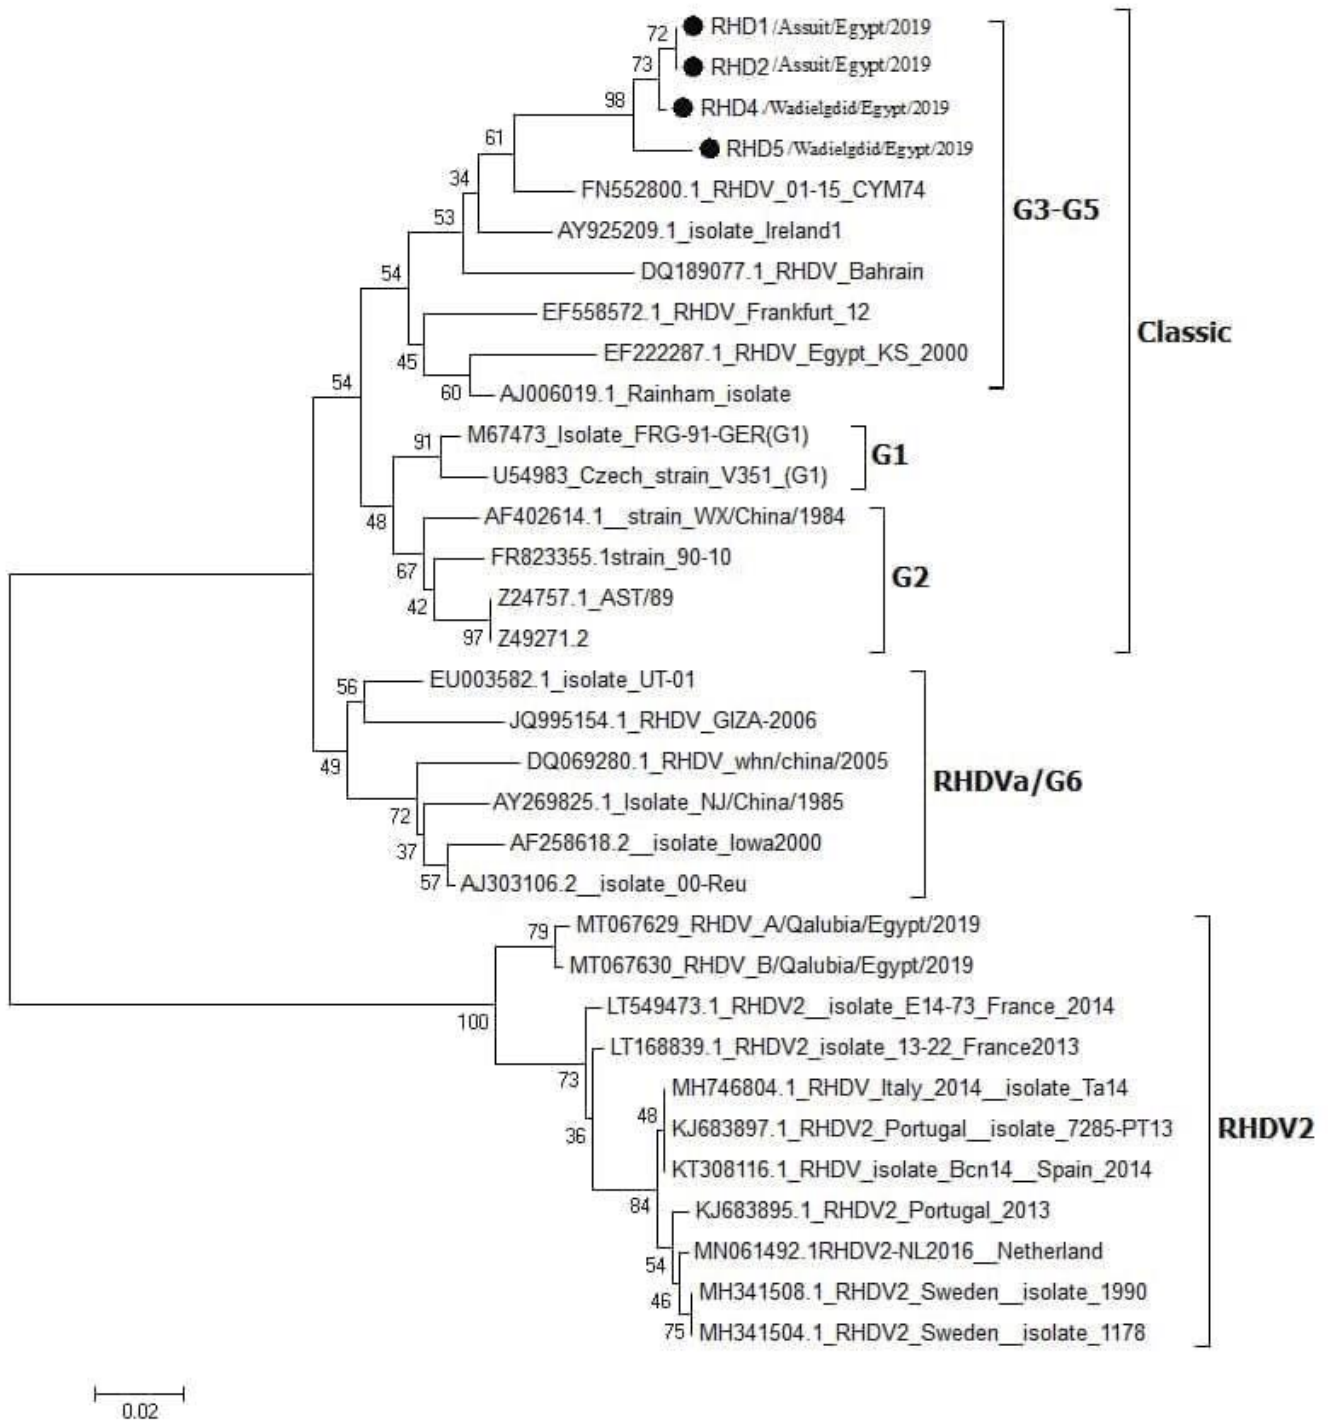 72
RHD1/Assuit/Egypt/2019
73
RHD2/Assuit/Egypt/2019
98
RHD4/Wadielgdid/Egypt/2019
61
RHD5/Wadielgdid/Egypt/2019
34
FN552800.1_RHDV_01-15_CYM74
G3-G5
53
AY925209.1_isolate_Ireland1
54
DQ189077.1_RHDV_Bahrain
EF558572.1_RHDV_Frankfurt_12
Classic
45
EF222287.1_RHDV_Egypt_KS_2000
54
60
AJ006019.1_Rainham_isolate
91
M67473_Isolate_FRG-91-GER(G1)
G1
U54983_Czech_strain_V351_(G1)
48
AF402614.1__strain_WX/China/1984
67
FR823355.1strain_90-10
G2
42
Z24757.1_AST/89
97
Z49271.2
56
EU003582.1_isolate_UT-01
JQ995154.1_RHDV_GIZA-2006
49
DQ069280.1_RHDV_whn/china/2005
RHDVa/G6
72
AY269825.1_Isolate_NJ/China/1985
37
AF258618.2__isolate_Iowa2000
57
AJ303106.2__isolate_00-Reu
79
MT067629_RHDV_A/Qalubia/Egypt/2019
MT067630_RHDV_B/Qalubia/Egypt/2019
100
LT549473.1_RHDV2__isolate_E14-73_France_2014
LT168839.1_RHDV2_isolate_13-22_France2013
73
MH746804.1_RHDV_Italy_2014__isolate_Ta14
48
36
KJ683897.1_RHDV2_Portugal__isolate_7285-PT13
RHDV2
KT308116.1_RHDV_isolate_Bcn14__Spain_2014
84
KJ683895.1_RHDV2_Portugal_2013
MN061492.1RHDV2-NL2016__Netherland
54
MH341508.1_RHDV2_Sweden__isolate_1990
46
75
MH341504.1_RHDV2_Sweden__isolate_1178
0.02